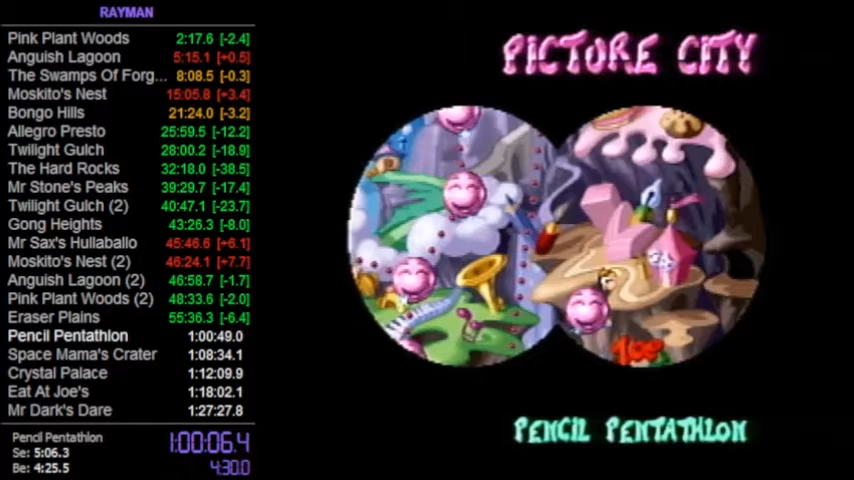 RAYMAN
Pink Plant Woods 2:17.6 [-2.4]
Anguish Lagoon 5:15.1 [+0.5]
The Swamps Of Forg... 8:08.5 [-0.3]
Moskito's Nest 15:05.8 [+3.4]
Bongo Hills 21:24.0 [-3.2]
Allegro Presto 25:59.5 [-12.2]
Twilight Gulch 28:00.2 [-18.9]
The Hard Rocks 32:18.0 [-38.5]
Mr Stone's Peaks 39:29.7 [-17.4]
Twilight Gulch (2) 40:47.1 [-23.7]
Gong Heights 43:26.3 [-8.0]
Mr Sax's Hullaballo 45:46.6 [+6.1]
Moskito's Nest (2) 46:24.1 [+7.7]
Anguish Lagoon (2) 46:58.7 [-1.7]
Pink Plant Woods (2) 48:33.6 [-2.0]
Eraser Plains 55:36.3 [-6.4]
Pencil Pentathlon 1:00:49.0
Space Mama's Crater 1:08:34.1
Crystal Palace 1:12:09.9
Eat At Joe's 1:18:02.1
Mr Dark's Dare 1:27:27.8
Pencil Pentathlon
Se: 5:06.3
Be: 4:25.5
1:00:06.4
4:30.0
PICTURE CITY
JOE
PENCIL PENTATHLON